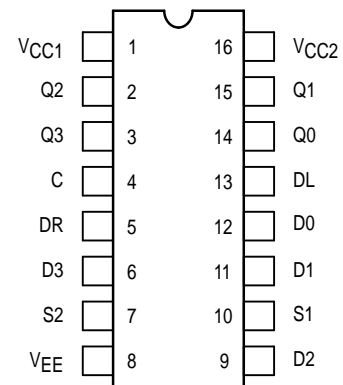 VCC1 1 16 VCC2
Q2 2 15 Q1
Q3 3 14 Q0
C 4 13 DL
DR 5 12 D0
D3 6 11 D1
S2 7 10 S1
VEE 8 9 D2